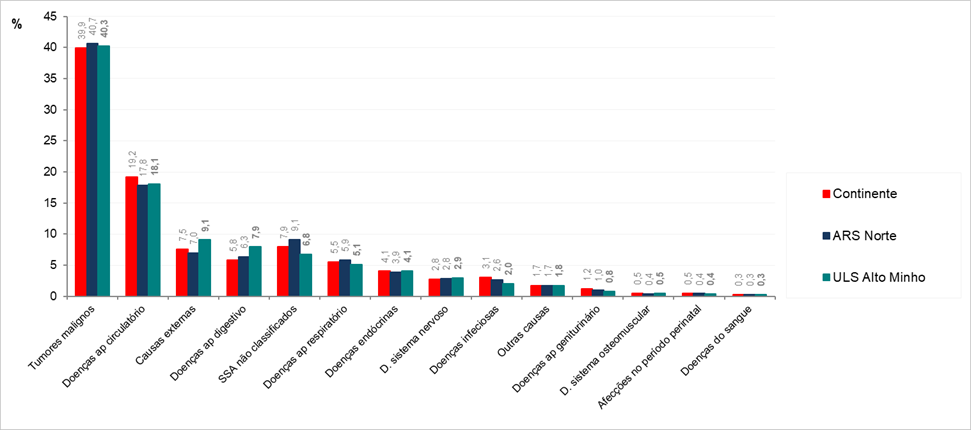 %
45
40
35
30
25
20
15
10
5
0
39,9 40,7 40,3
19,2 17,8 18,1
7,5 7,0 9,1
5,8 6,3 7,9
7,9 9,1 6,8
5,5 5,9 5,1
4,1 3,9 4,1
2,8 2,8 2,9
3,1 2,6 2,0
1,7 1,7 1,8
1,2 1,0 0,8
0,5 0,4 0,5
0,5 0,4 0,4
0,3 0,3 0,3
Tumores malignos
Doenças ap circulatório
Causas externas
Doenças ap digestivo
SSA não classificados
Doenças ap respiratório
Doenças endócrinas
D. sistema nervoso
Doenças infeciosas
Outras causas
Doenças ap geniturinário
D. sistema osteomuscular
Afecções no período perinatal
Doenças do sangue
Continente
ARS Norte
ULS Alto Minho